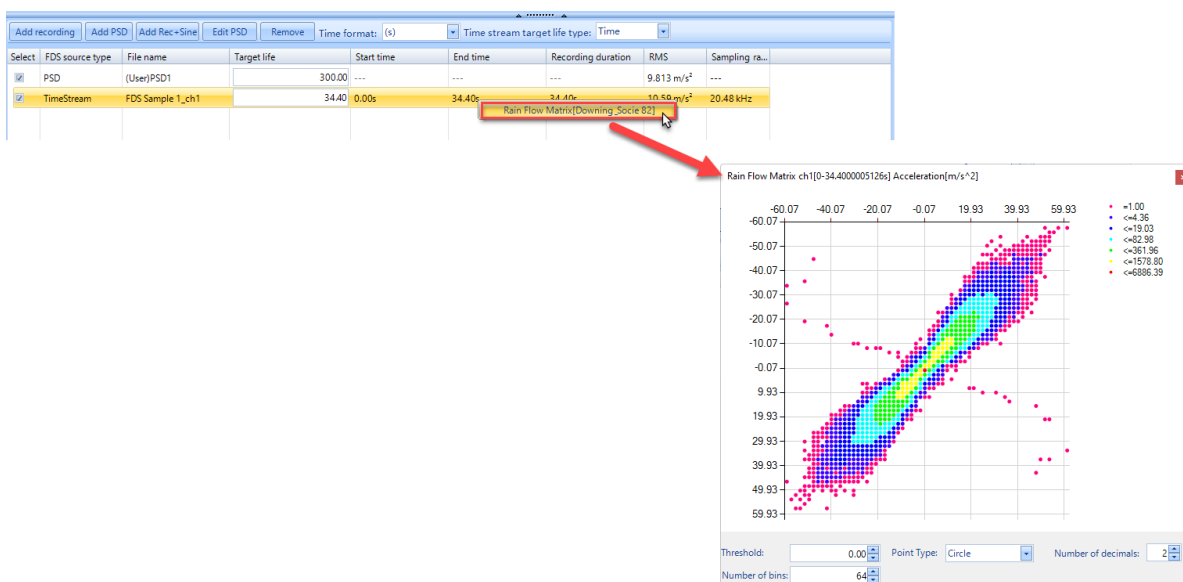 Add recording Add PSD Add Rec+Sine Edit PSD Remove Time format: (s) Time stream target life type: Time
Select FDS source type File name Target life Start time End time Recording duration RMS Sampling ra...
PSD (User)PSD1 300.00 --- --- --- 9.813 m/s² ---
TimeStream FDS Sample 1_ch1 34.40 0.00s 34.40s 34.40s 10.59 m/s² 20.48 kHz
Rain Flow Matrix[Downing_Socie 82]
Rain Flow Matrix ch1[0-34.4000005126s] Acceleration[m/s^2]
-60.07 -40.07 -20.07 -0.07 19.93 39.93 59.93
-60.07
-50.07
-40.07
-30.07
-20.07
-10.07
-0.07
9.93
19.93
29.93
39.93
49.93
59.93
=1.00
<=4.36
<=19.03
<=82.98
<=361.96
<=1578.80
<=6886.39
Threshold: 0.00 Point Type: Circle Number of decimals: 2
Number of bins: 64